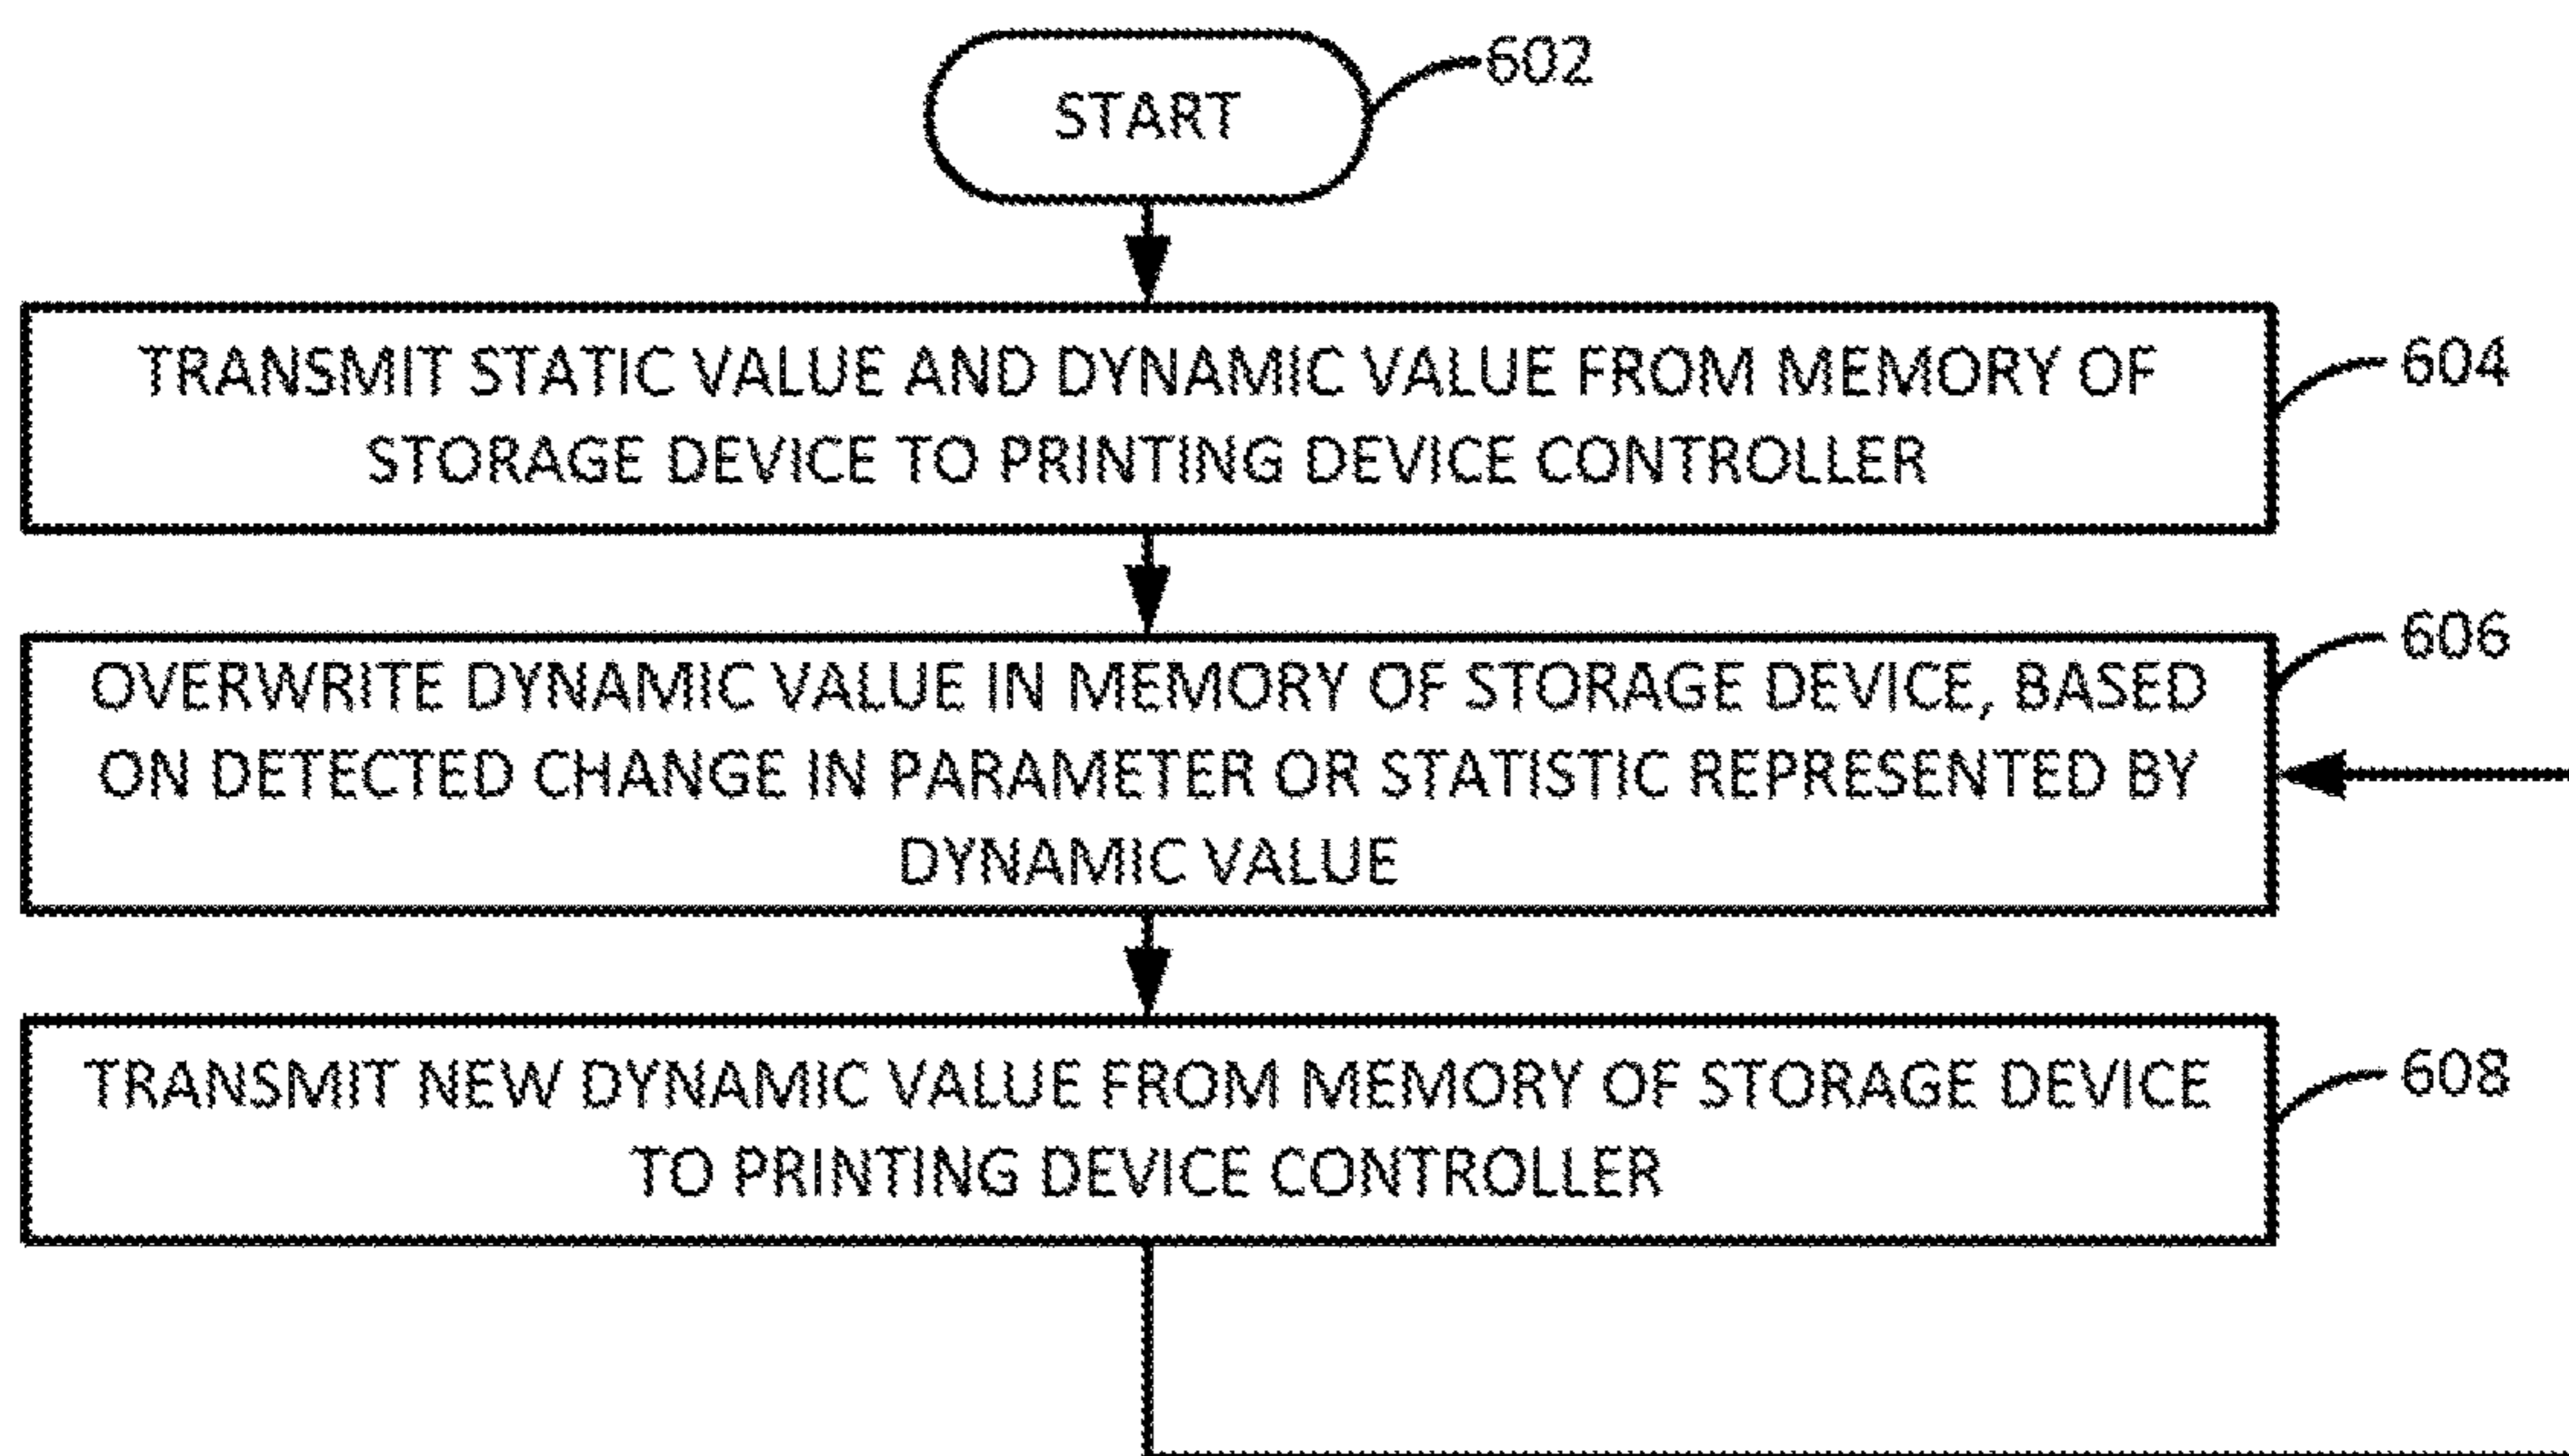 START
602
TRANSMIT STATIC VALUE AND DYNAMIC VALUE FROM MEMORY OF
STORAGE DEVICE TO PRINTING DEVICE CONTROLLER
604
OVERWRITE DYNAMIC VALUE IN MEMORY OF STORAGE DEVICE, BASED
ON DETECTED CHANGE IN PARAMETER OR STATISTIC REPRESENTED BY
DYNAMIC VALUE
606
TRANSMIT NEW DYNAMIC VALUE FROM MEMORY OF STORAGE DEVICE
TO PRINTING DEVICE CONTROLLER
608